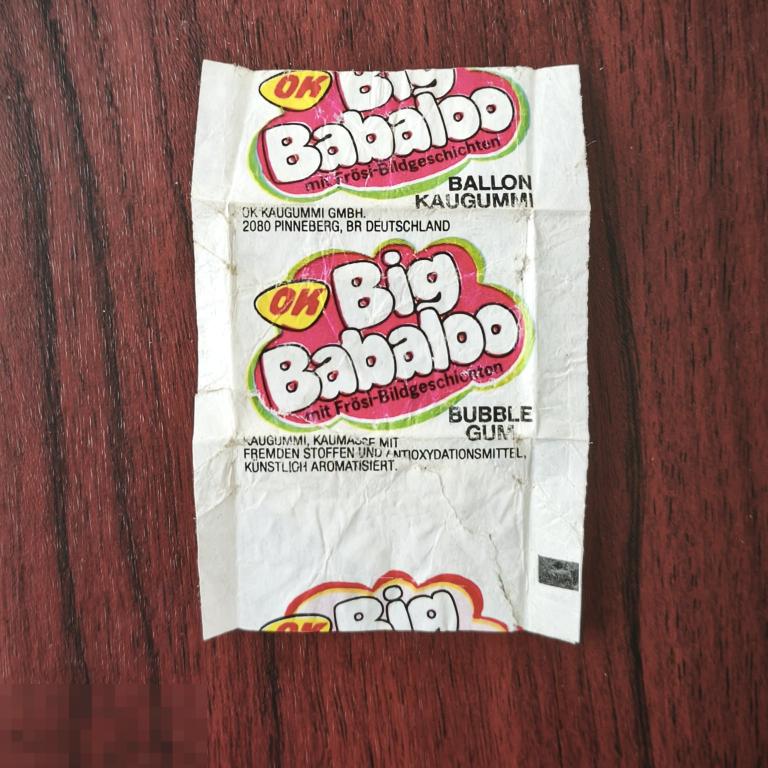 OK Big
Babaloo
mit Frösi-Bildgeschichten
BALLON
KAUGUMMI
OK KAUGUMMI GMBH.
2080 PINNEBERG, BR DEUTSCHLAND
OK Big
Babaloo
mit Frösi-Bildgeschichten
BUBBLE
GUM
KAUGUMMI, KAUMASSE MIT
FREMDEN STOFFEN UND ANTIOXYDATIONSMITTEL,
KÜNSTLICH AROMATISIERT.
OK Big